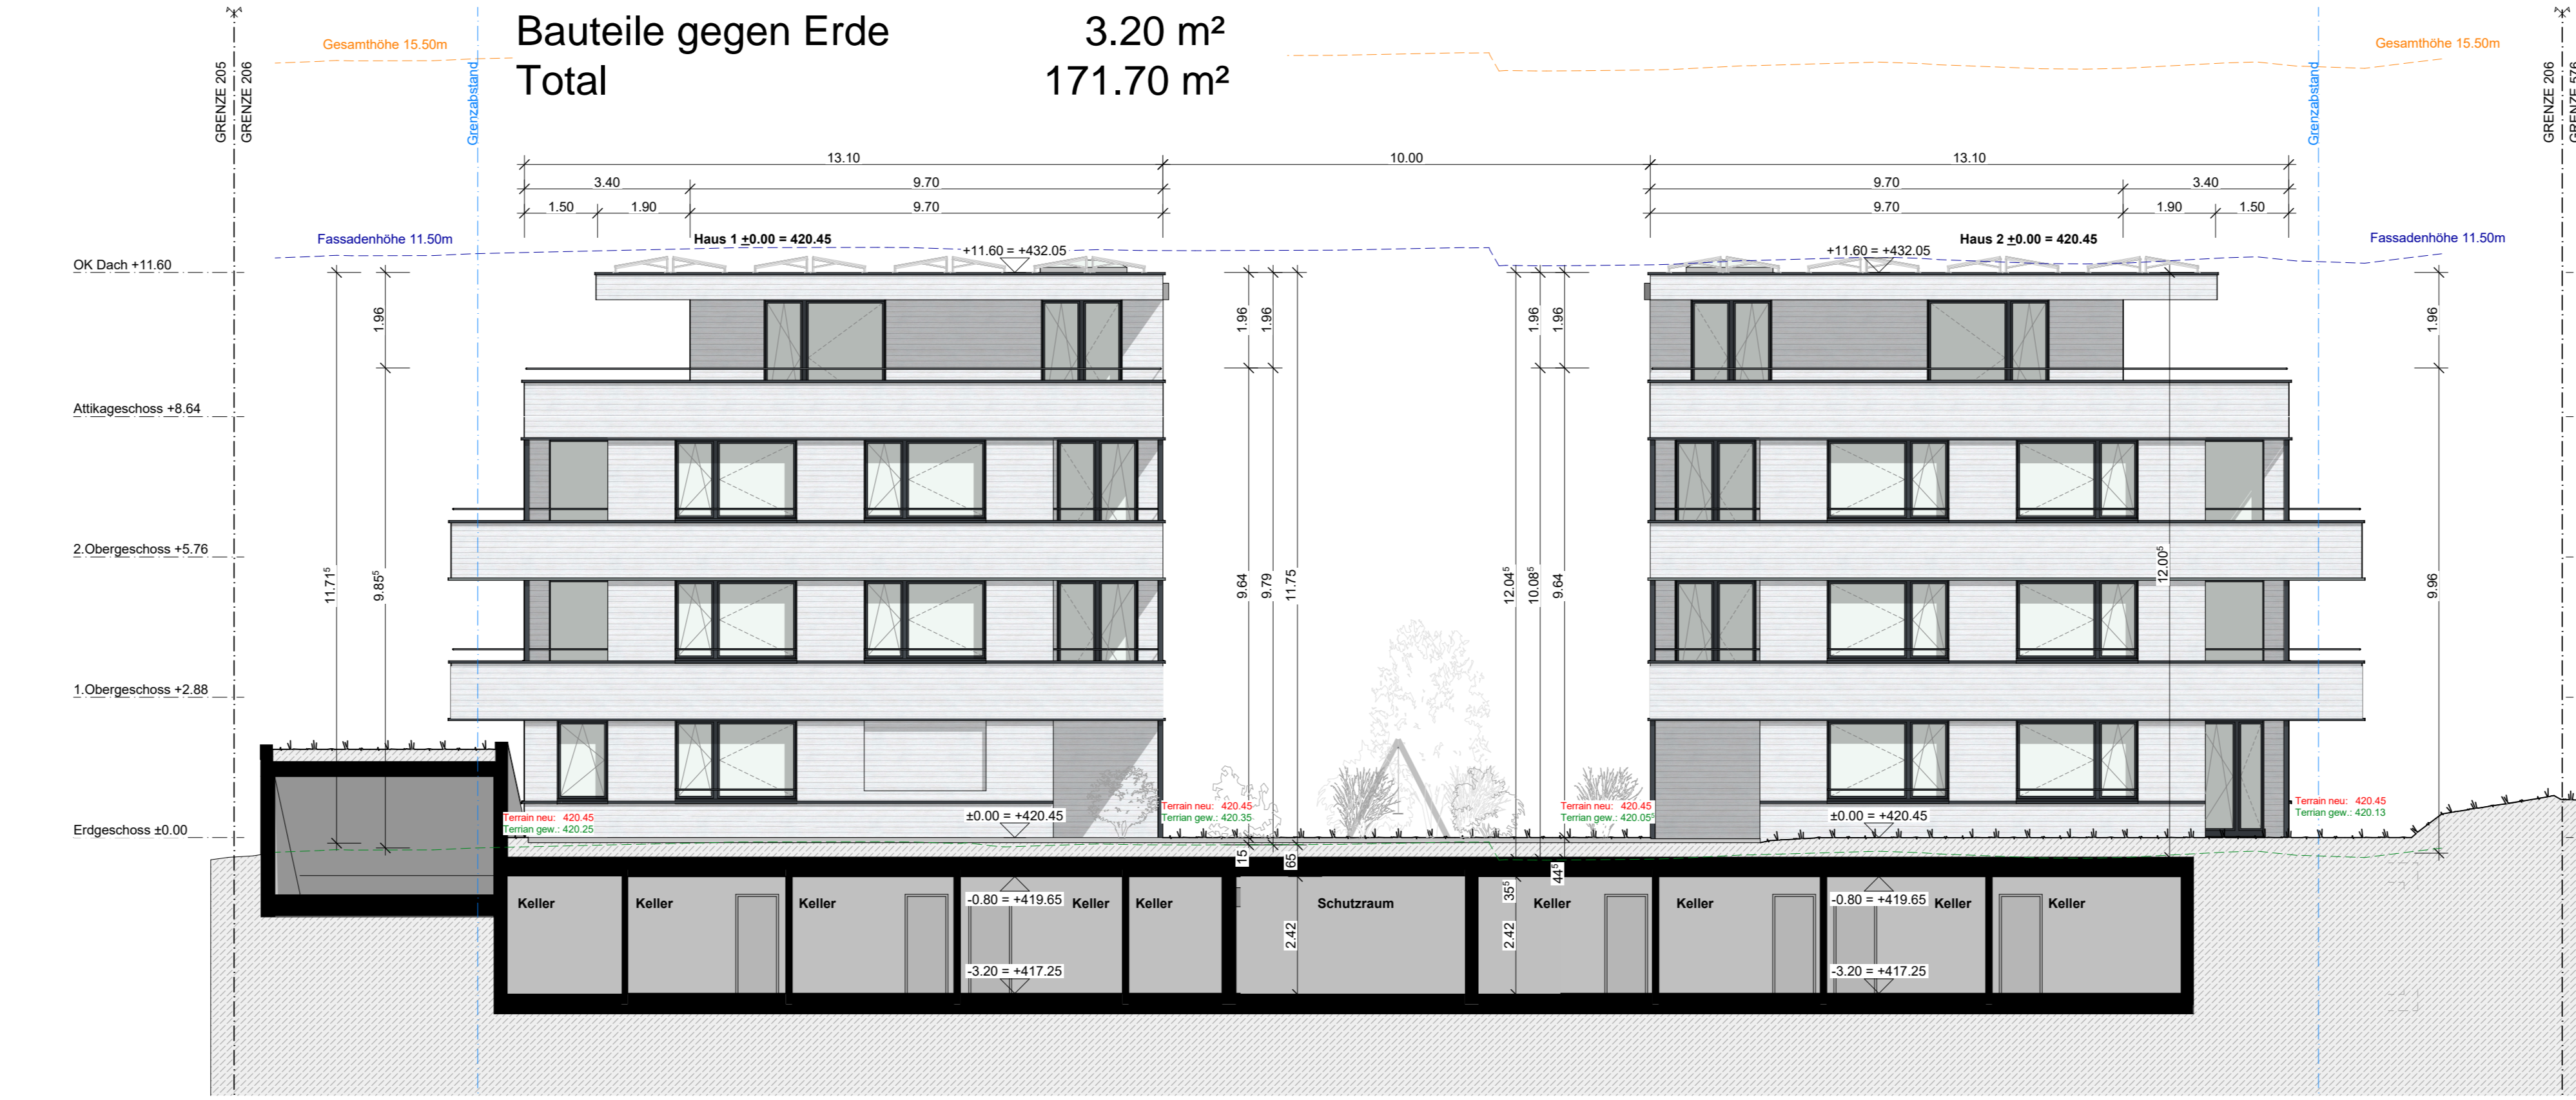 Bauteile gegen Erde 3.20 m²
Total 171.70 m²
Gesamthöhe 15.50m
Gesamthöhe 15.50m
GRENZE 205
GRENZE 206
Grenzabstand
Grenzabstand
GRENZE 206
GRENZE 576
13.10 10.00 13.10
3.40 9.70 9.70 3.40
1.50 1.90 9.70 9.70 1.90 1.50
Fassadenhöhe 11.50m
Haus 1 ±0.00 = 420.45
Haus 2 ±0.00 = 420.45
Fassadenhöhe 11.50m
+11.60 = +432.05
+11.60 = +432.05
OK Dach +11.60
1.96
1.96
1.96
1.96
1.96
1.96
Attikageschoss +8.64
2.Obergeschoss +5.76
11.71⁵
9.85⁵
9.64
9.79
11.75
12.04⁵
10.08⁵
9.64
12.00⁵
9.96
1.Obergeschoss +2.88
Erdgeschoss ±0.00
Terrain neu: 420.45
Terrian gew.: 420.25
±0.00 = +420.45
Terrain neu: 420.45
Terrian gew.: 420.35
Terrain neu: 420.45
Terrian gew.: 420.05⁵
±0.00 = +420.45
Terrain neu: 420.45
Terrian gew.: 420.13
15
65
35⁵
44⁵
-0.80 = +419.65
-0.80 = +419.65
Keller
Keller
Keller
Keller
Keller
Schutzraum
Keller
Keller
Keller
Keller
2.42
2.42
-3.20 = +417.25
-3.20 = +417.25